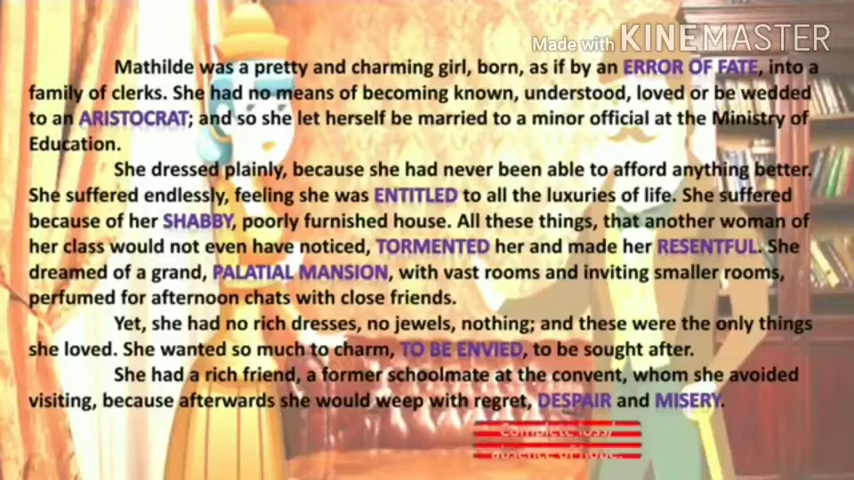 Made with KINEMASTER
Mathilde was a pretty and charming girl, born, as if by an ERROR OF FATE, into a
family of clerks. She had no means of becoming known, understood, loved or be wedded
to an ARISTOCRAT; and so she let herself be married to a minor official at the Ministry of
Education.
She dressed plainly, because she had never been able to afford anything better.
She suffered endlessly, feeling she was ENTITLED to all the luxuries of life. She suffered
because of her SHABBY, poorly furnished house. All these things, that another woman of
her class would not even have noticed, TORMENTED her and made her RESENTFUL. She
dreamed of a grand, PALATIAL MANSION, with vast rooms and inviting smaller rooms,
perfumed for afternoon chats with close friends.
Yet, she had no rich dresses, no jewels, nothing; and these were the only things
she loved. She wanted so much to charm, TO BE ENVIED, to be sought after.
She had a rich friend, a former schoolmate at the convent, whom she avoided
visiting, because afterwards she would weep with regret, DESPAIR and MISERY.
complete loss/
absence of hope.